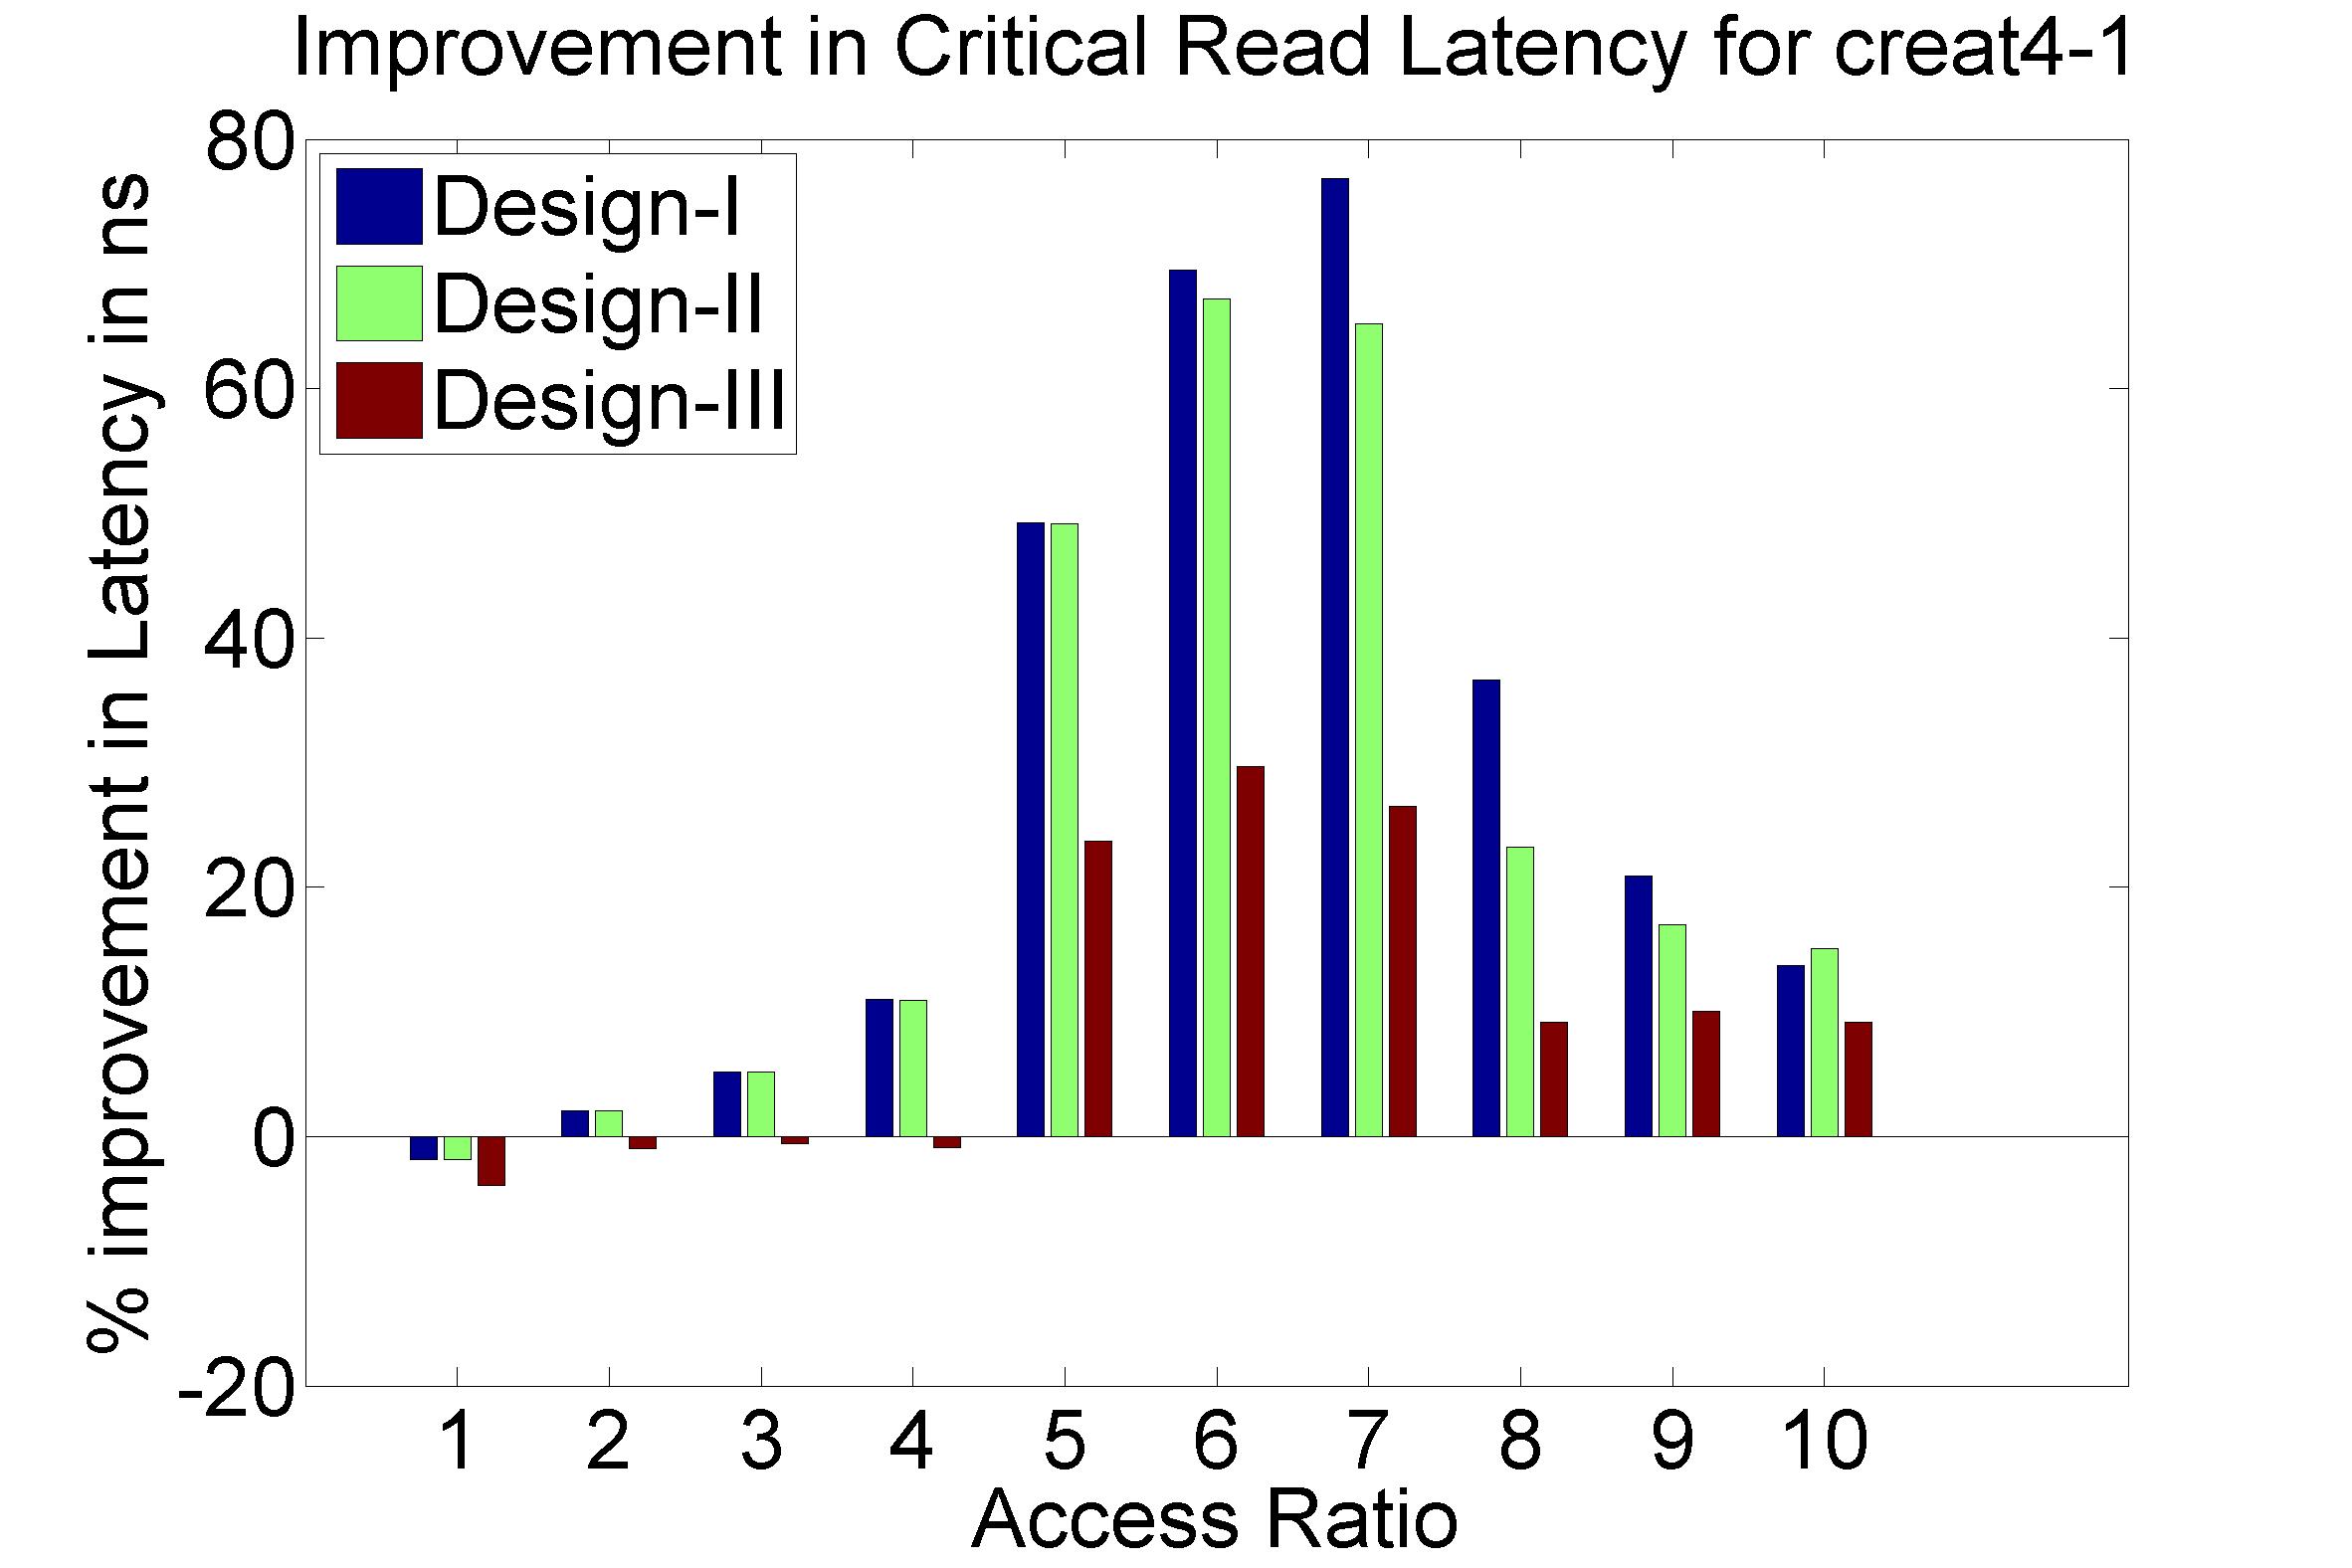 Improvement in Critical Read Latency for creat4-1
% improvement in Latency in ns
80
60
40
20
0
-20
Design-I
Design-II
Design-III
1 2 3 4 5 6 7 8 9 10
Access Ratio